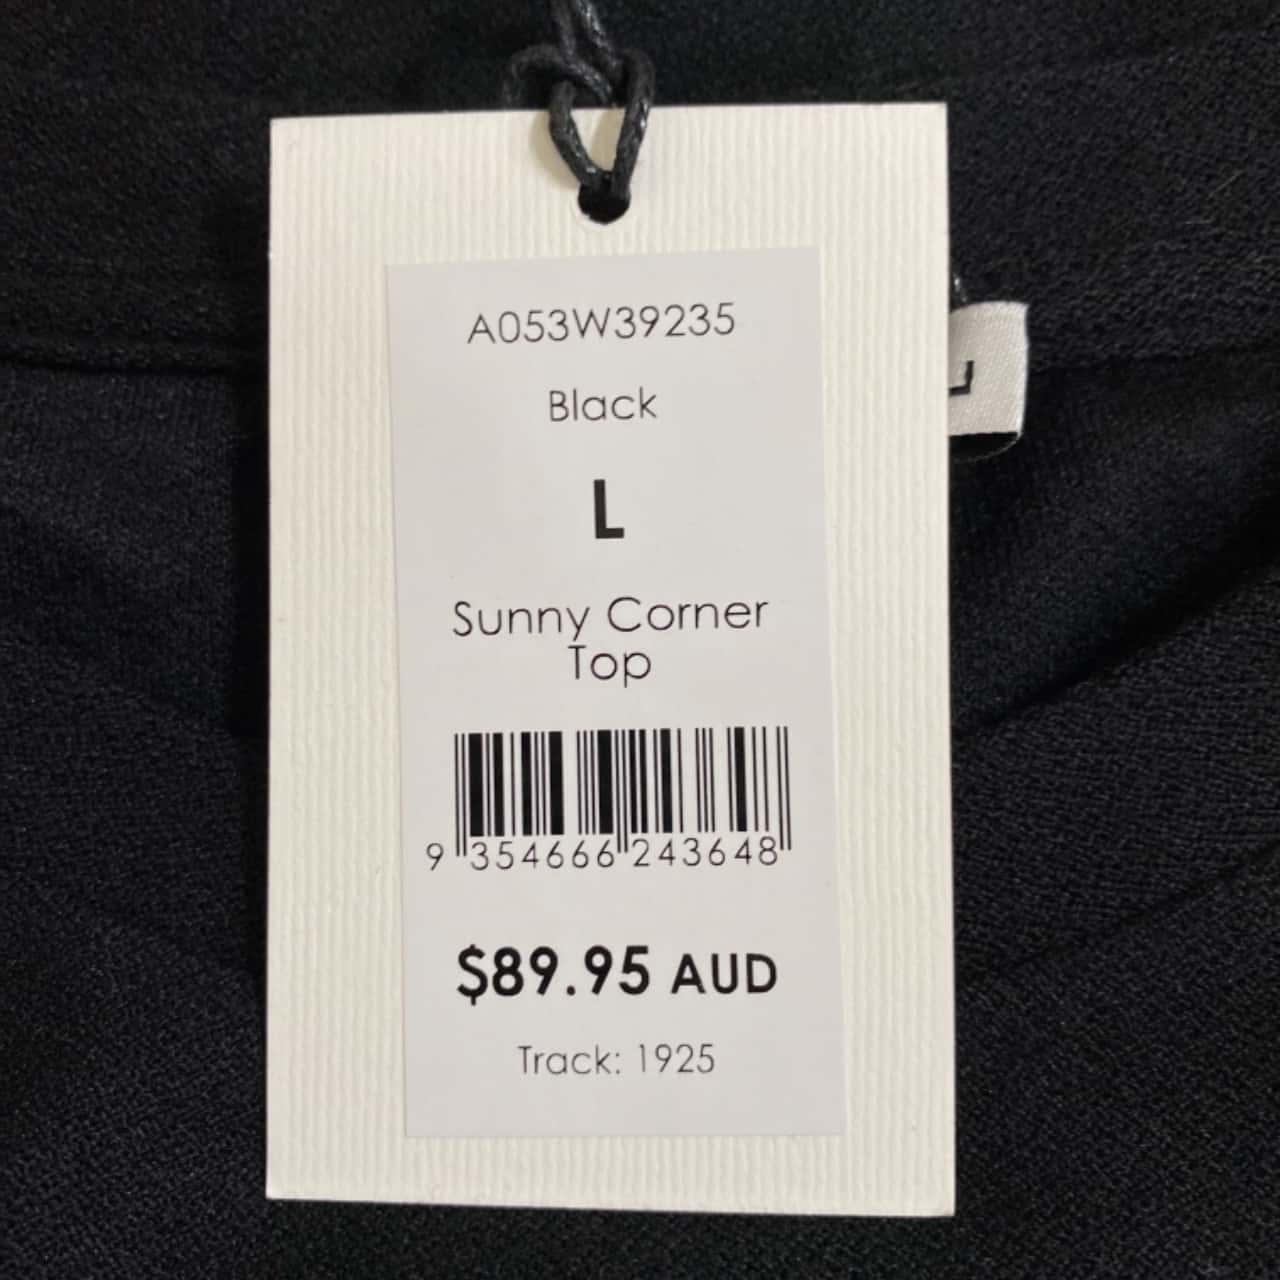 A053W39235
Black
L
L
Sunny Corner
Top
9 354666 243648
$89.95 AUD
Track: 1925